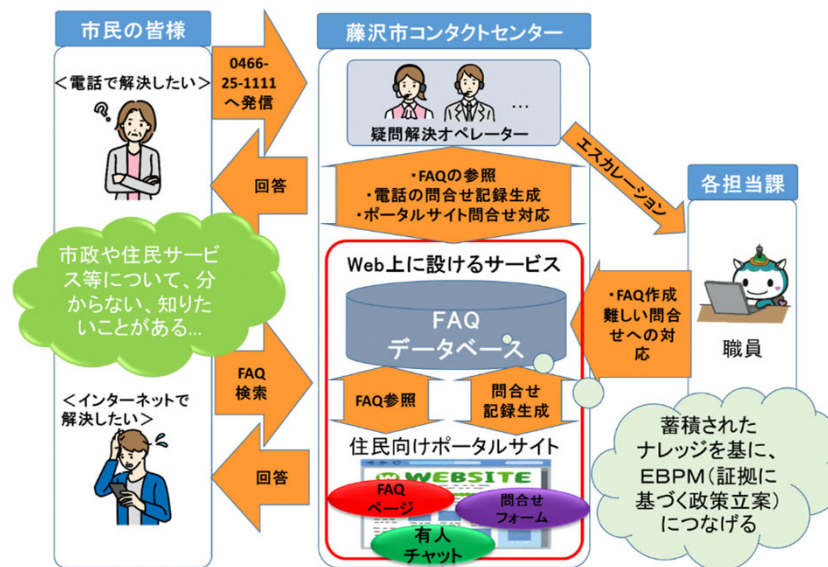 市民の皆様
＜電話で解決したい＞
0466-
25-1111
へ発信
回答
市政や住民サービ
ス等について、分
からない、知りた
いことがある…
FAQ
検索
＜インターネットで
解決したい＞
回答
藤沢市コンタクトセンター
…
疑問解決オペレーター
・FAQの参照
・電話の問合せ記録生成
・ポータルサイト問合せ対応
Web上に設けるサービス
FAQ
データベース
FAQ参照
問合せ
記録生成
住民向けポータルサイト
WEBSITE
FAQ
ページ
問合せ
フォーム
有人
チャット
エスカレーション
各担当課
職員
・FAQ作成
難しい問合
せへの対
応
蓄積された
ナレッジを基に、
EBPM（証拠に
基づく政策立案）
につなげる